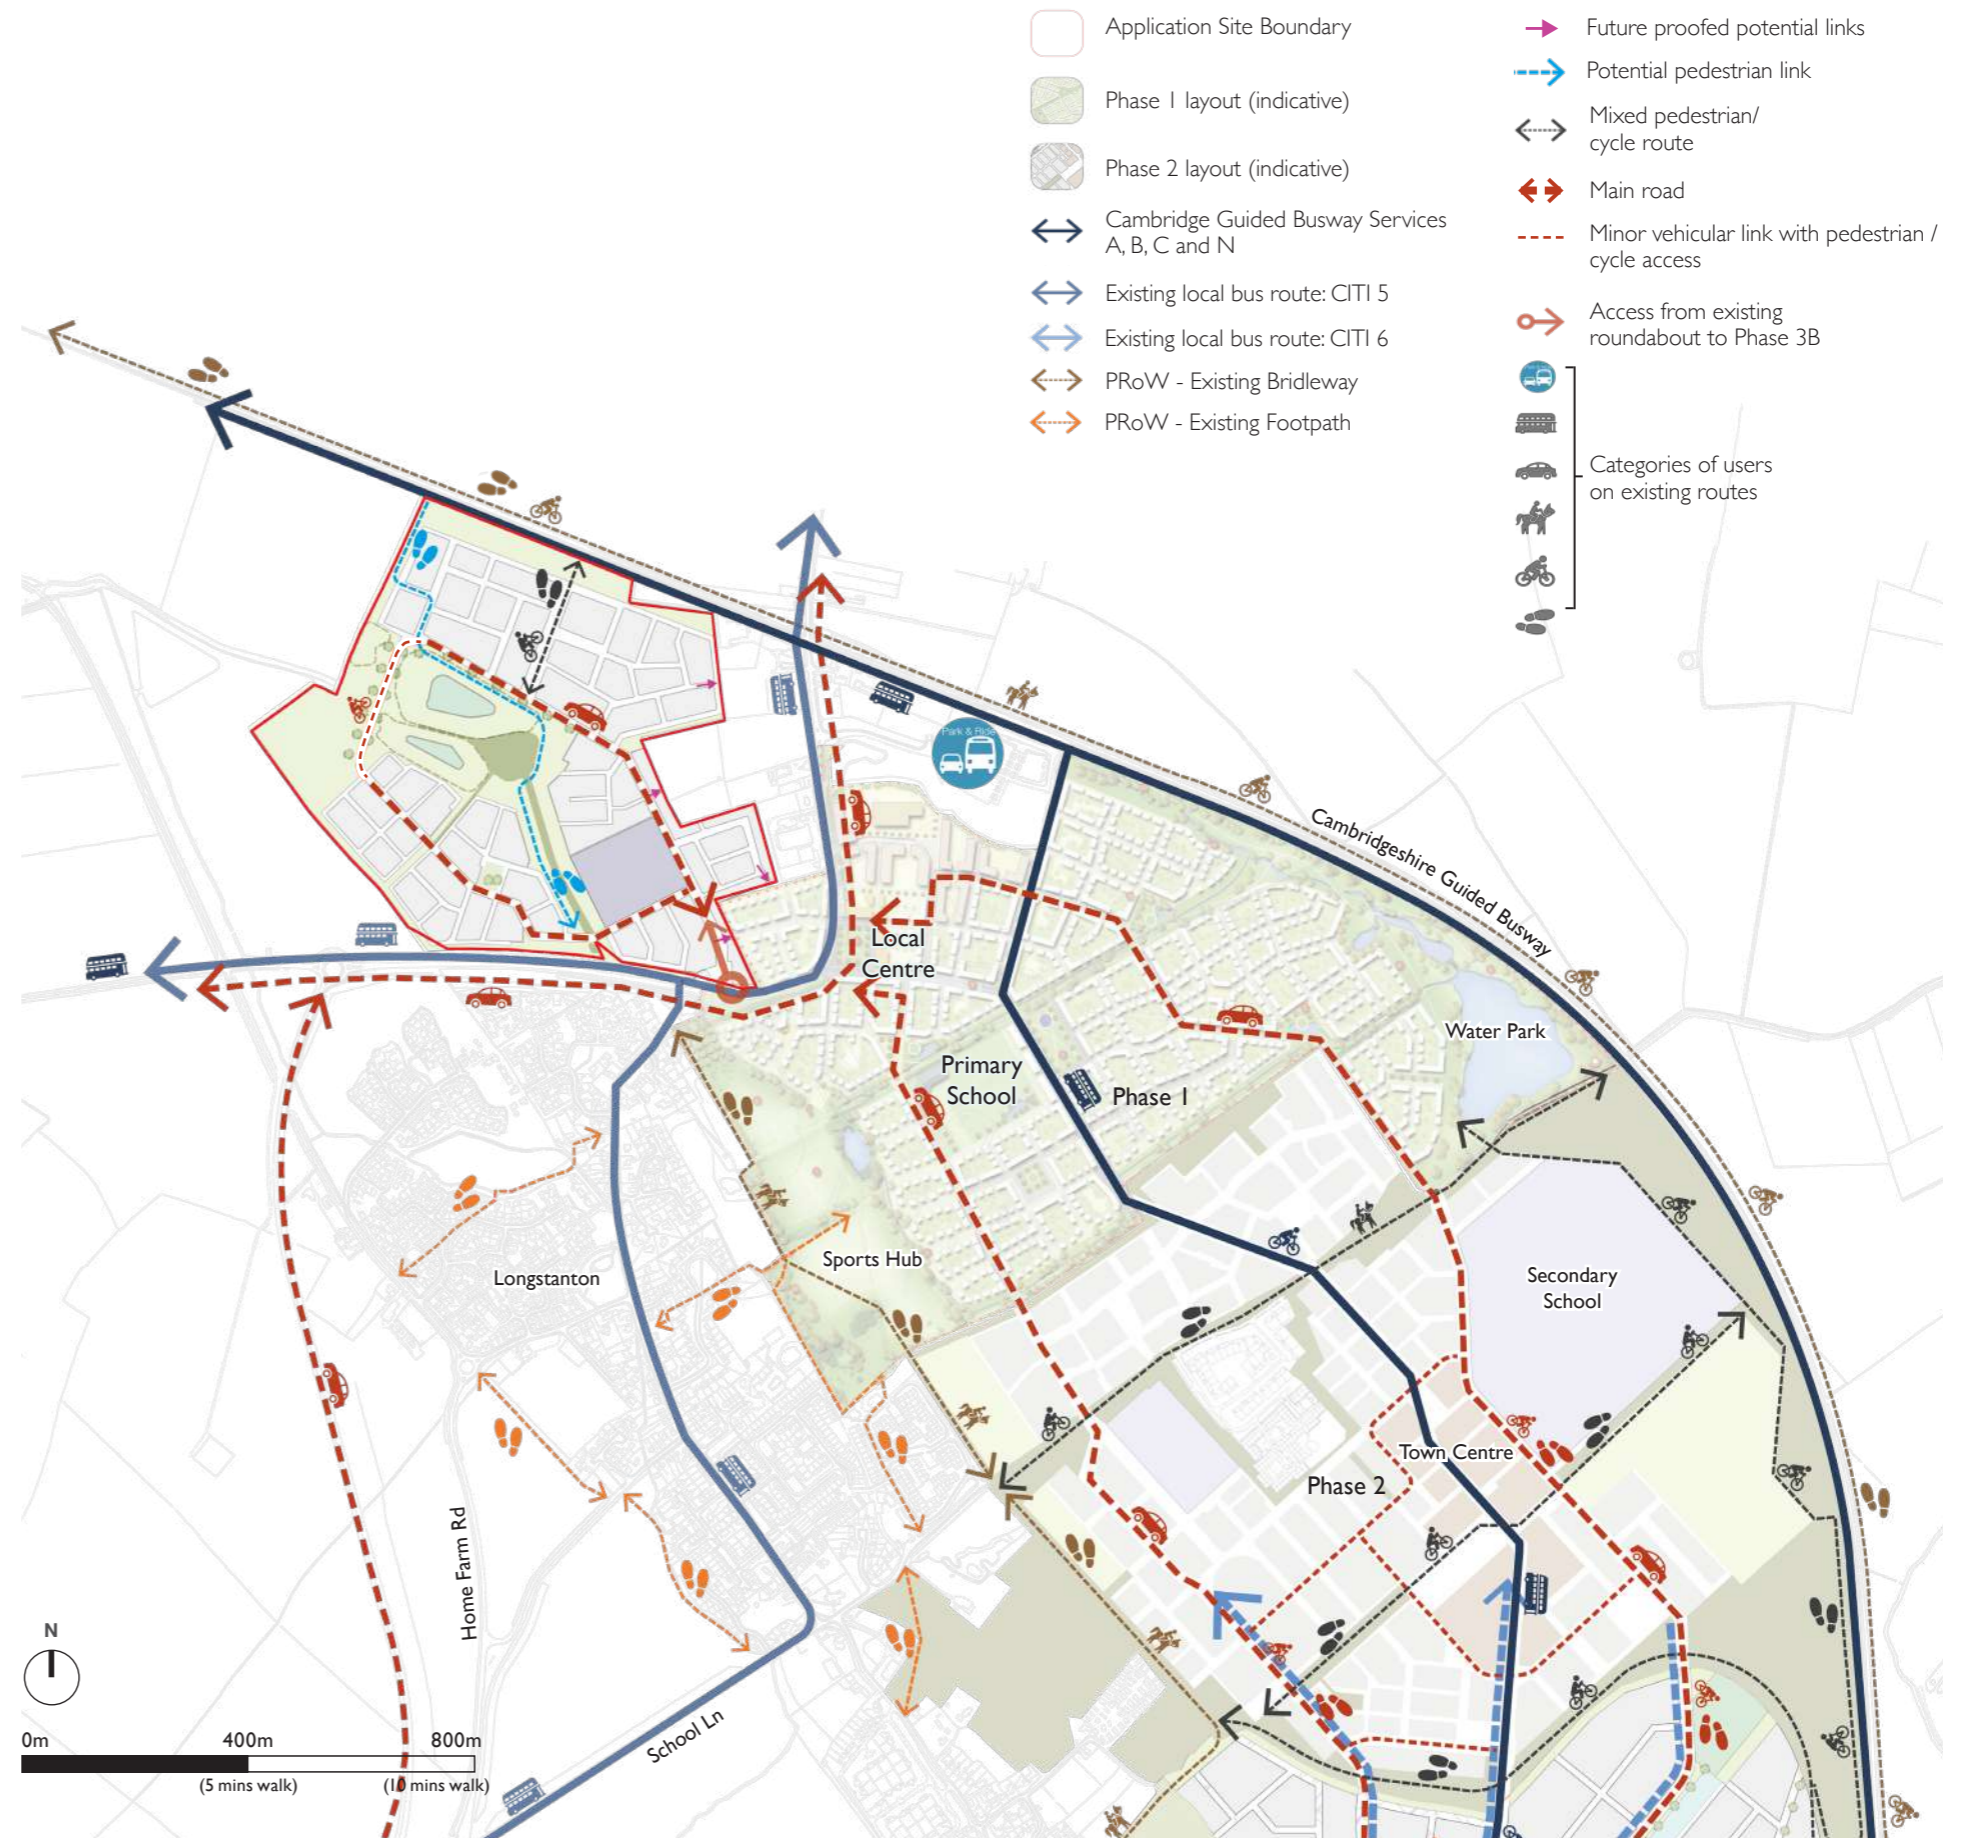 Application Site Boundary
Phase 1 layout (indicative)
Phase 2 layout (indicative)
Cambridge Guided Busway Services
A, B, C and N
Existing local bus route: CITI 5
Existing local bus route: CITI 6
PRoW - Existing Bridleway
PRoW - Existing Footpath
Future proofed potential links
Potential pedestrian link
Mixed pedestrian/
cycle route
Main road
Minor vehicular link with pedestrian /
cycle access
Access from existing
roundabout to Phase 3B
Categories of users
on existing routes
Park & Ride
Cambridgeshire Guided Busway
Local
Centre
Water Park
Primary
School
Phase 1
Sports Hub
Longstanton
Secondary
School
Town Centre
Phase 2
Home Farm Rd
School Ln
N
0m
400m
800m
(5 mins walk)
(10 mins walk)